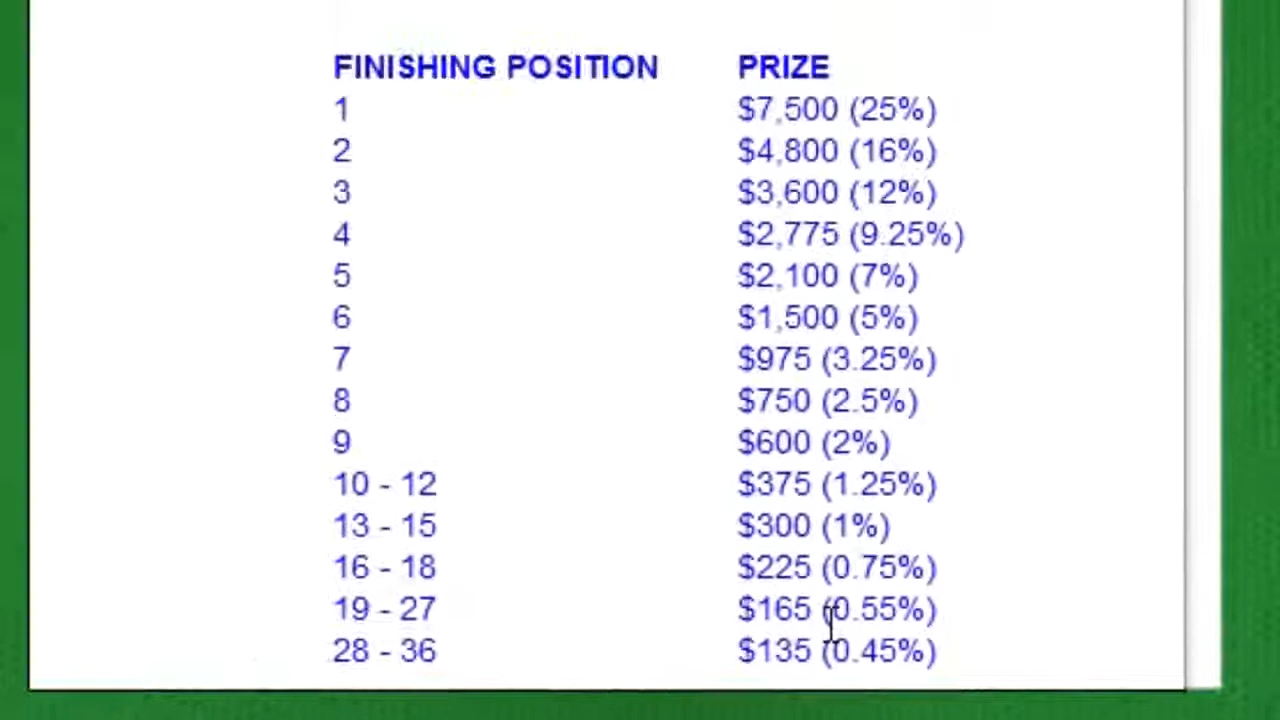 FINISHING POSITION PRIZE
1 $7,500 (25%)
2 $4,800 (16%)
3 $3,600 (12%)
4 $2,775 (9.25%)
5 $2,100 (7%)
6 $1,500 (5%)
7 $975 (3.25%)
8 $750 (2.5%)
9 $600 (2%)
10 - 12 $375 (1.25%)
13 - 15 $300 (1%)
16 - 18 $225 (0.75%)
19 - 27 $165 (0.55%)
28 - 36 $135 (0.45%)